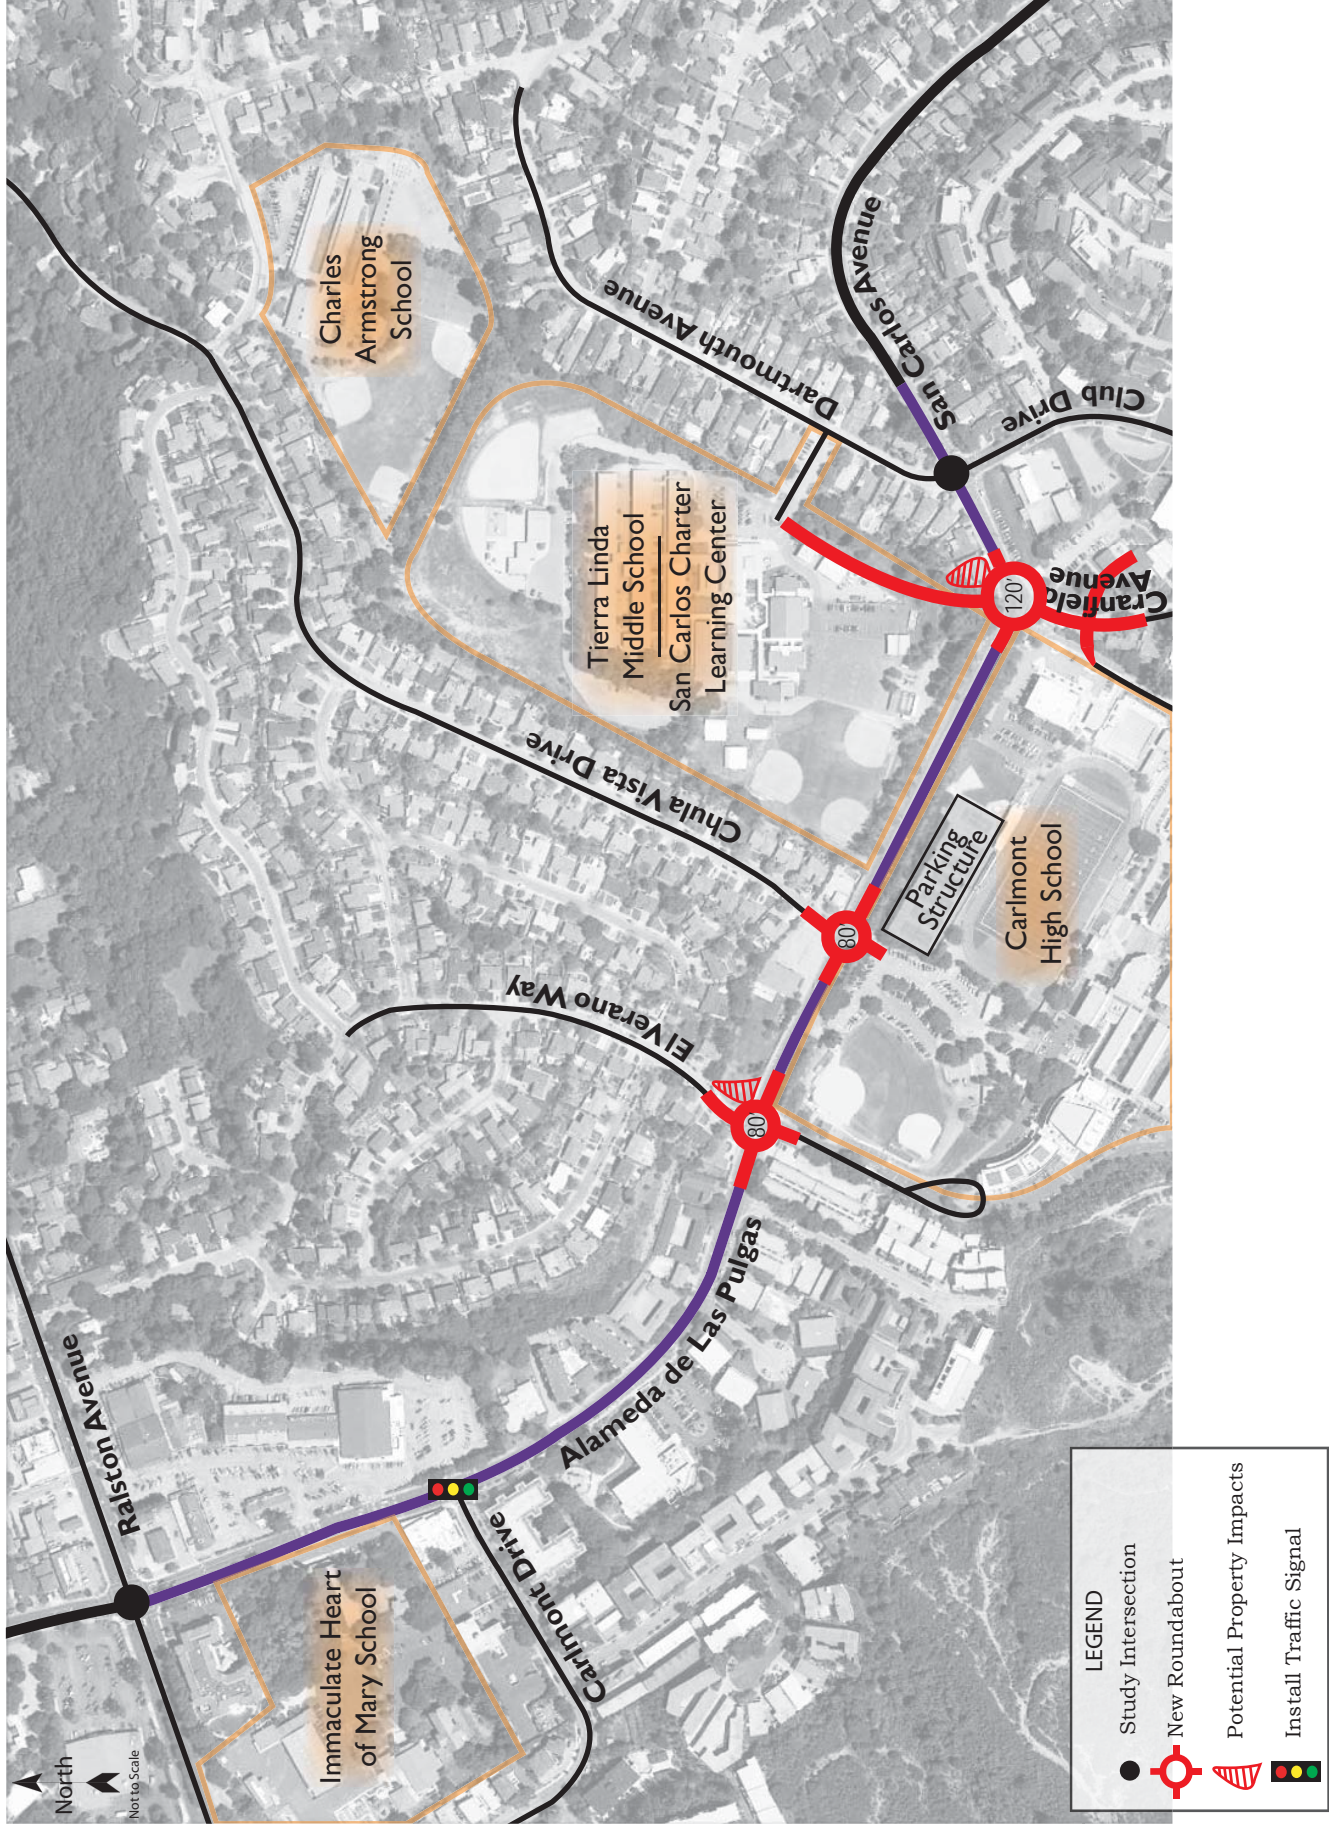 North
Not to Scale
Ralston Avenue
Immaculate Heart
of Mary School
Carlmont Drive
Alameda de Las Pulgas
El Verano Way
Chula Vista Drive
Charles
Armstrong
School
Tierra Linda
Middle School
San Carlos Charter
Learning Center
Dartmouth Avenue
San Carlos Avenue
Club Drive
Cranfield
Avenue
80'
80'
120'
Parking
Structure
Carlmont
High School
LEGEND
Study Intersection
New Roundabout
Potential Property Impacts
Install Traffic Signal